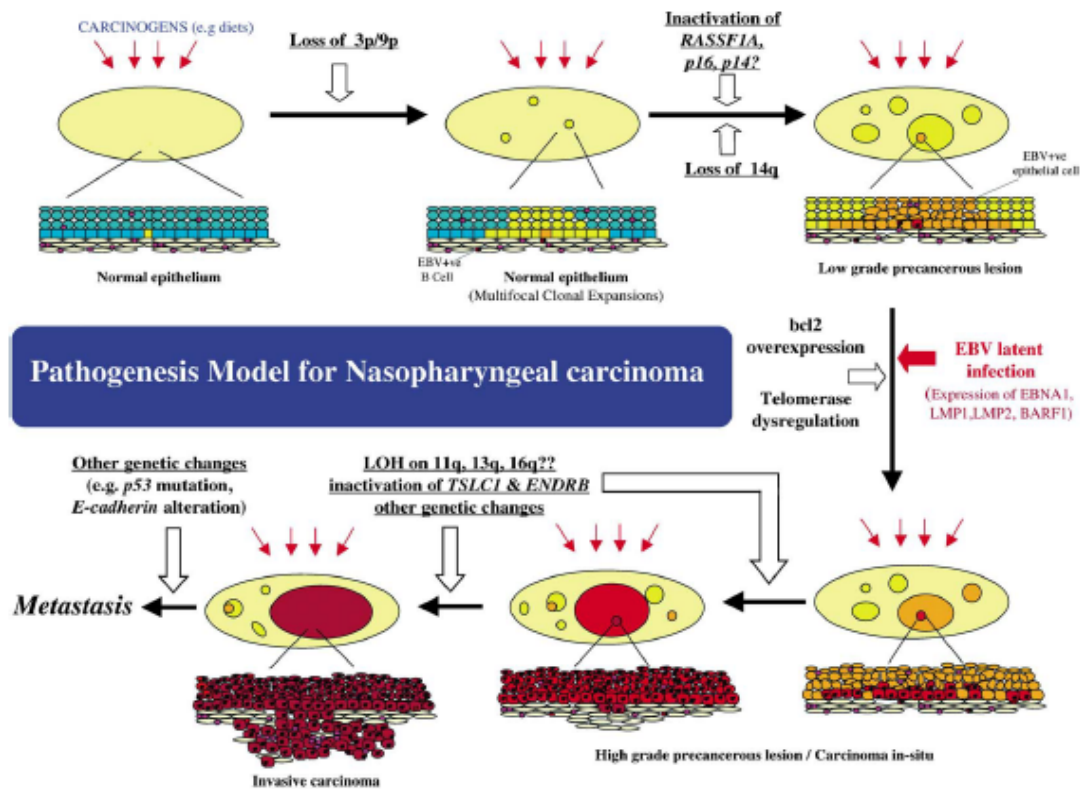 CARCINOGENS (e.g diets)
Loss of 3p/9p
Inactivation of
RASSF1A,
p16, p14?
Loss of 14q
EBV+ve
epithelial cell
EBV+ve
B Cell
Normal epithelium
Normal epithelium
(Multifocal Clonal Expansions)
Low grade precancerous lesion
Pathogenesis Model for Nasopharyngeal carcinoma
bcl2
overexpression
Telomerase
dysregulation
EBV latent
infection
(Expression of EBNA1,
LMP1,LMP2, BARF1)
Other genetic changes
(e.g. p53 mutation,
E-cadherin alteration)
LOH on 11q, 13q, 16q??
inactivation of TSLC1 & ENDRB
other genetic changes
Metastasis
Invasive carcinoma
High grade precancerous lesion / Carcinoma in-situ